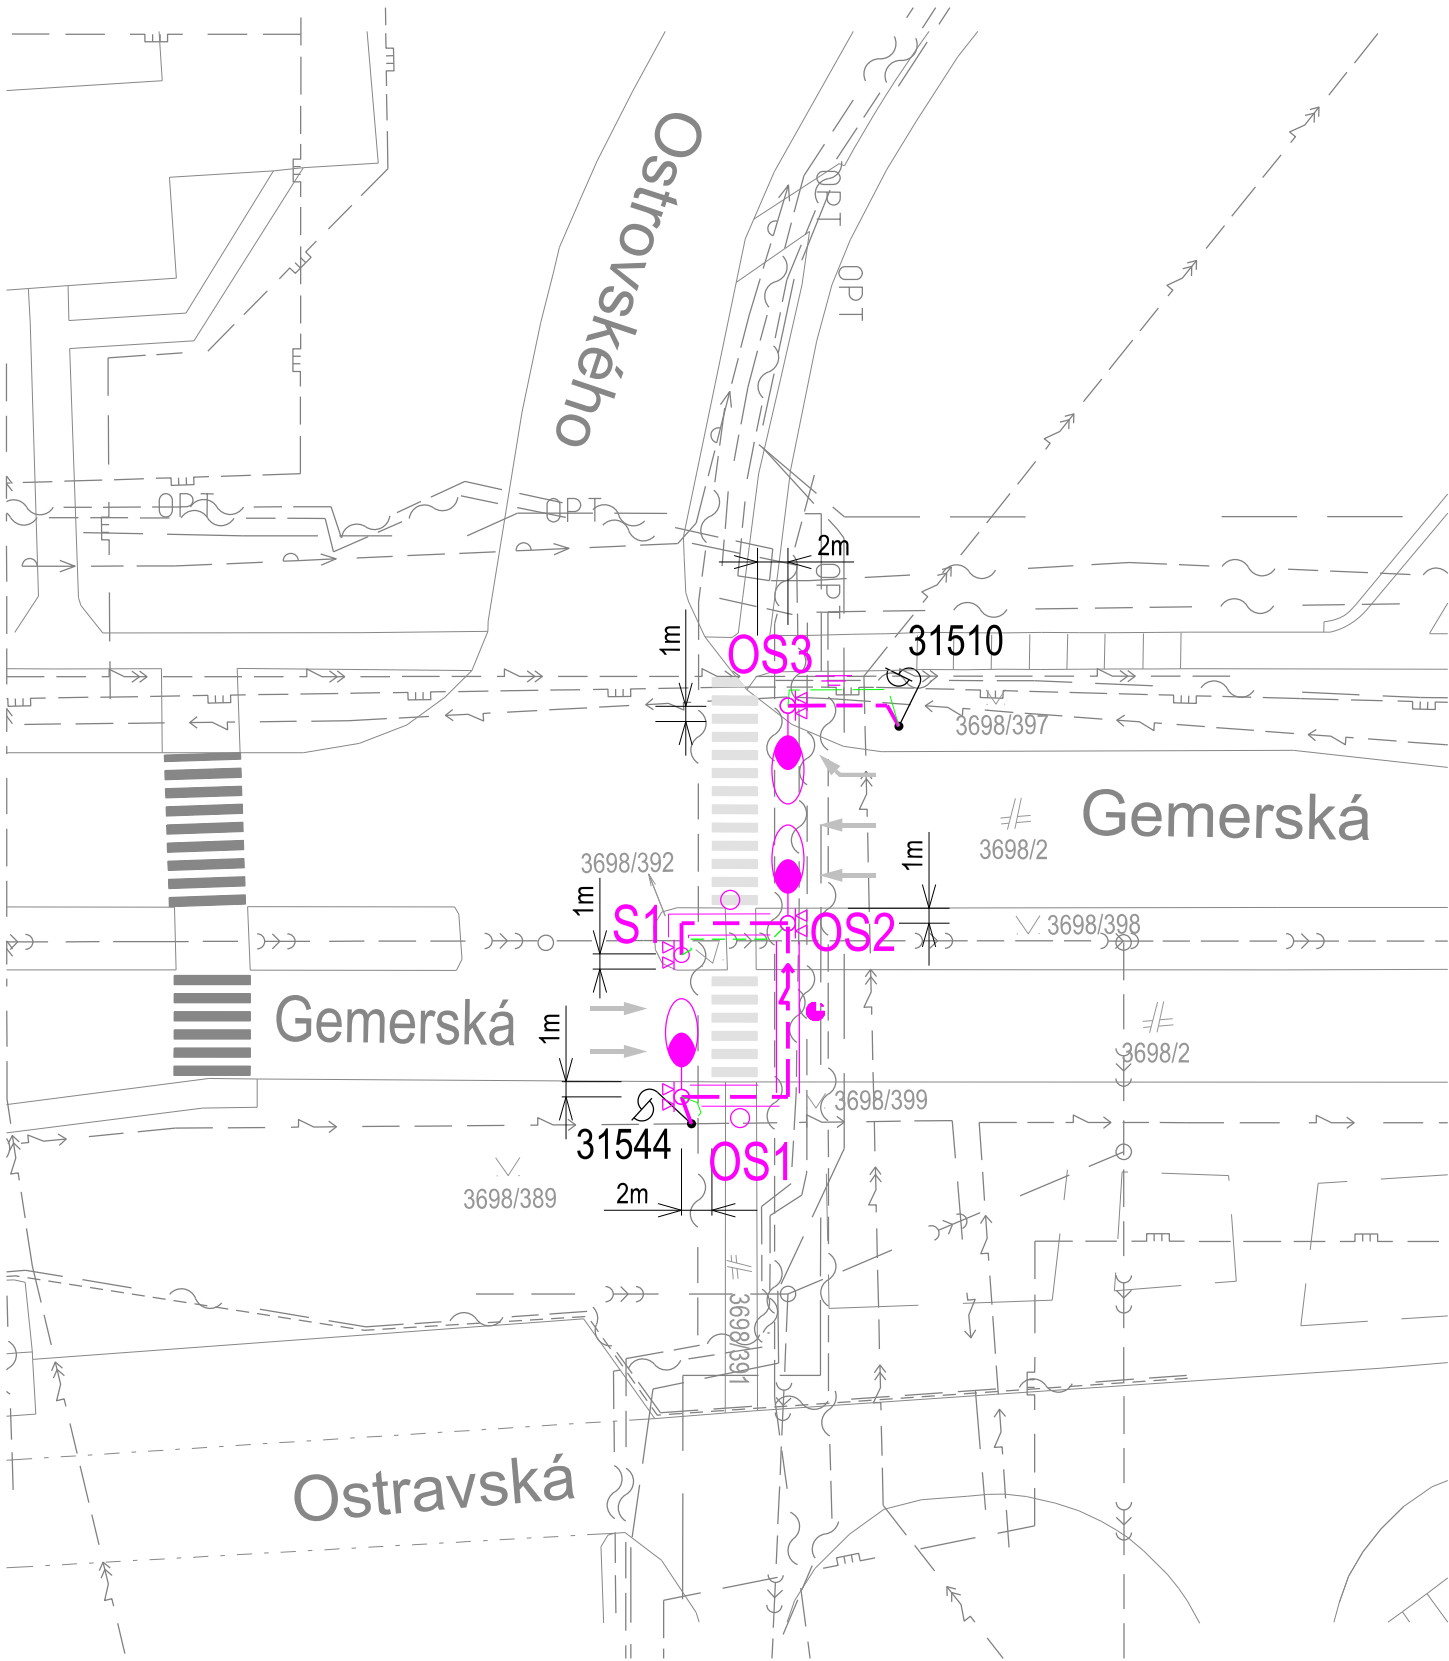 Ostrovského
OPT
OPT
OPT
OPT
2m
OPT
1m
OS3
31510
3698/397
Gemerská
3698/2
3698/392
1m
1m
S1
OS2
3698/398
Gemerská
1m
3698/2
3698/399
31544
OS1
3698/389
2m
3698/391
Ostravská